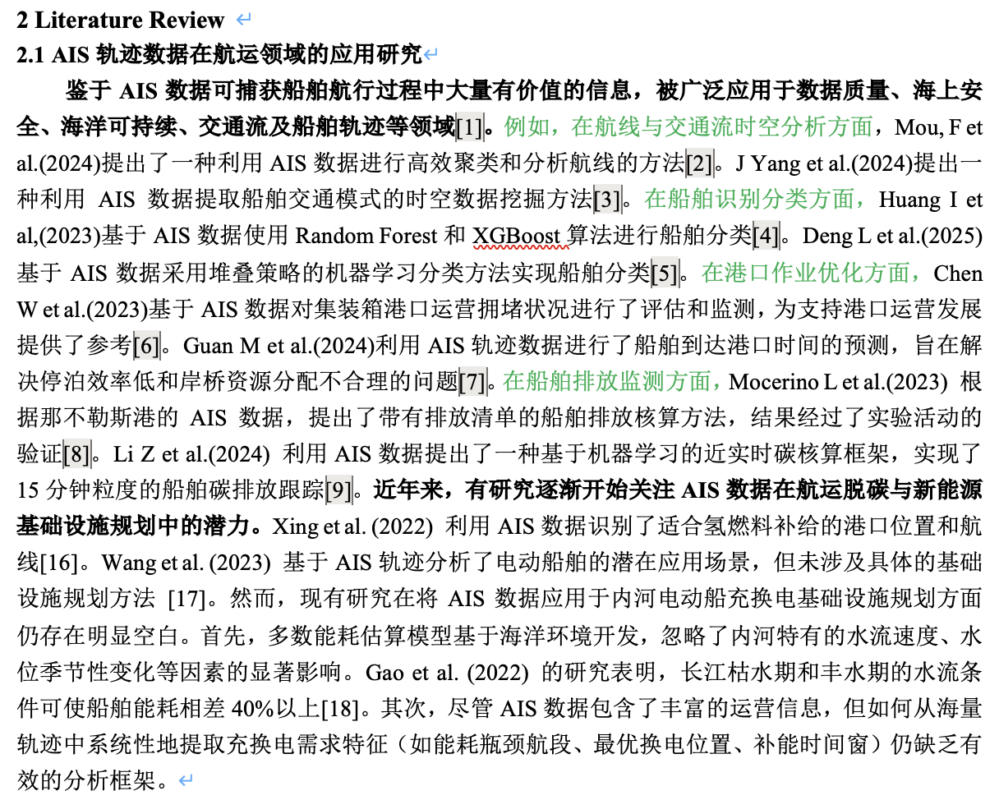 2 Literature Review ↵
2.1 AIS 轨迹数据在航运领域的应用研究↵
鉴于 AIS 数据可捕获船舶航行过程中大量有价值的信息，被广泛应用于数据质量、海上安
全、海洋可持续、交通流及船舶轨迹等领域[1]。例如，在航线与交通流时空分析方面，Mou, F et
al.(2024)提出了一种利用 AIS 数据进行高效聚类和分析航线的方法[2]。J Yang et al.(2024)提出一
种利用 AIS 数据提取船舶交通模式的时空数据挖掘方法[3]。在船舶识别分类方面，Huang I et
al,(2023)基于 AIS 数据使用 Random Forest 和 XGBoost 算法进行船舶分类[4]。Deng L et al.(2025)
基于 AIS 数据采用堆叠策略的机器学习分类方法实现船舶分类[5]。在港口作业优化方面，Chen
W et al.(2023)基于 AIS 数据对集装箱港口运营拥堵状况进行了评估和监测，为支持港口运营发展
提供了参考[6]。Guan M et al.(2024)利用 AIS 轨迹数据进行了船舶到达港口时间的预测，旨在解
决停泊效率低和岸桥资源分配不合理的问题[7]。在船舶排放监测方面，Mocerino L et al.(2023) 根
据那不勒斯港的 AIS 数据，提出了带有排放清单的船舶排放核算方法，结果经过了实验活动的
验证[8]。Li Z et al.(2024) 利用 AIS 数据提出了一种基于机器学习的近实时碳核算框架，实现了
15 分钟粒度的船舶碳排放跟踪[9]。近年来，有研究逐渐开始关注 AIS 数据在航运脱碳与新能源
基础设施规划中的潜力。Xing et al. (2022) 利用 AIS 数据识别了适合氢燃料补给的港口位置和航
线[16]。Wang et al. (2023) 基于 AIS 轨迹分析了电动船舶的潜在应用场景，但未涉及具体的基础
设施规划方法 [17]。然而，现有研究在将 AIS 数据应用于内河电动船充换电基础设施规划方面
仍存在明显空白。首先，多数能耗估算模型基于海洋环境开发，忽略了内河特有的水流速度、水
位季节性变化等因素的显著影响。Gao et al. (2022) 的研究表明，长江枯水期和丰水期的水流条
件可使船舶能耗相差 40%以上[18]。其次，尽管 AIS 数据包含了丰富的运营信息，但如何从海量
轨迹中系统性地提取充换电需求特征（如能耗瓶颈航段、最优换电位置、补能时间窗）仍缺乏有
效的分析框架。↵